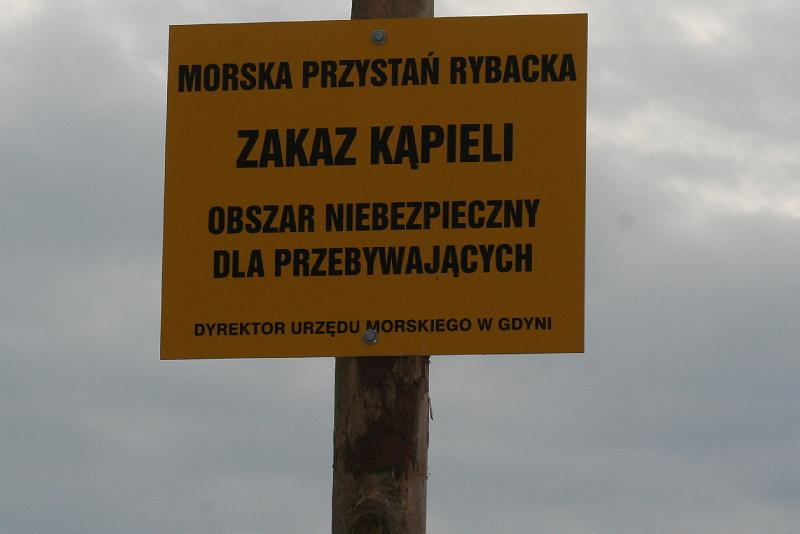 MORSKA PRZYSTAŃ RYBACKA
ZAKAZ KĄPIELI
OBSZAR NIEBEZPIECZNY
DLA PRZEBYWAJĄCYCH
DYREKTOR URZĘDU MORSKIEGO W GDYNI